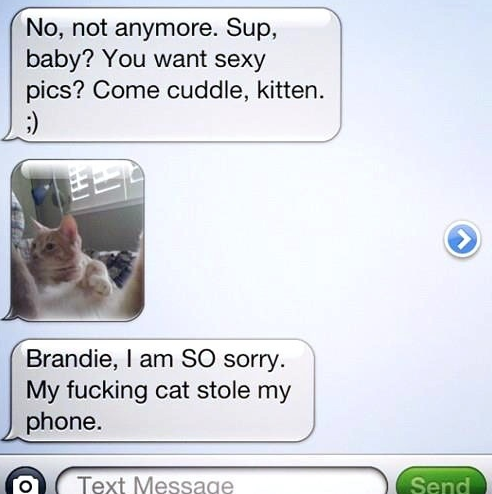 No, not anymore. Sup,
baby? You want sexy
pics? Come cuddle, kitten.
;)
Brandie, I am SO sorry.
My fucking cat stole my
phone.
Text Message
Send